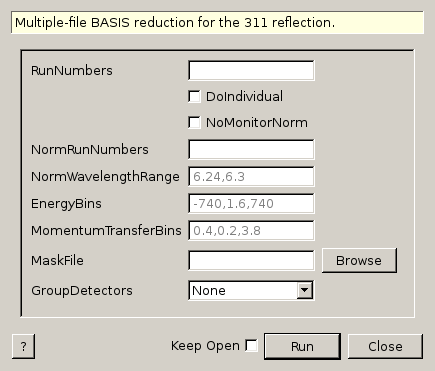 Multiple-file BASIS reduction for the 311 reflection.
RunNumbers
DoIndividual
NoMonitorNorm
NormRunNumbers
NormWavelengthRange 6.24,6.3
EnergyBins -740,1.6,740
MomentumTransferBins 0.4,0.2,3.8
MaskFile Browse
GroupDetectors None
? Keep Open Run Close